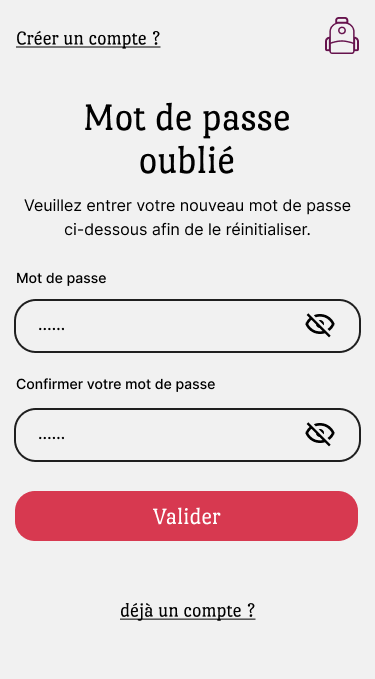 Créer un compte ?
Mot de passe
oublié
Veuillez entrer votre nouveau mot de passe
ci-dessous afin de le réinitialiser.
Mot de passe
......
Confirmer votre mot de passe
......
Valider
déjà un compte ?